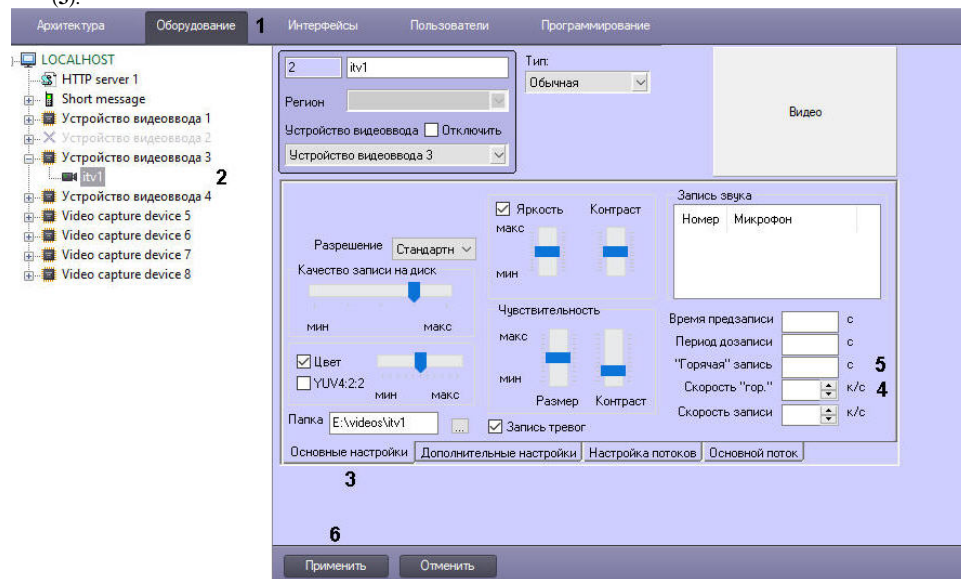 (3).
Архитектура Оборудование 1 Интерфейсы Пользователи Программирование
LOCALHOST
HTTP server 1
Short message
Устройство видеоввода 1
Устройство видеоввода 2
Устройство видеоввода 3
itv1 2
Устройство видеоввода 4
Video capture device 5
Video capture device 6
Video capture device 7
Video capture device 8
2 itv1
Регион
Устройство видеоввода Отключить
Устройство видеоввода 3
Тип:
Обычная
Видео
Разрешение Стандартн
Качество записи на диск
мин макс
Цвет
YUV4:2:2
мин макс
Папка E:\videos\itv1 ...
Яркость Контраст
макс
мин
Чувствительность
макс
мин
Размер Контраст
Запись тревог
Запись звука
Номер Микрофон
Время предзаписи с
Период дозаписи с
"Горячая" запись с 5
Скорость "гор." к/с 4
Скорость записи к/с
Основные настройки Дополнительные настройки Настройка потоков Основной поток
3
6
Применить Отменить